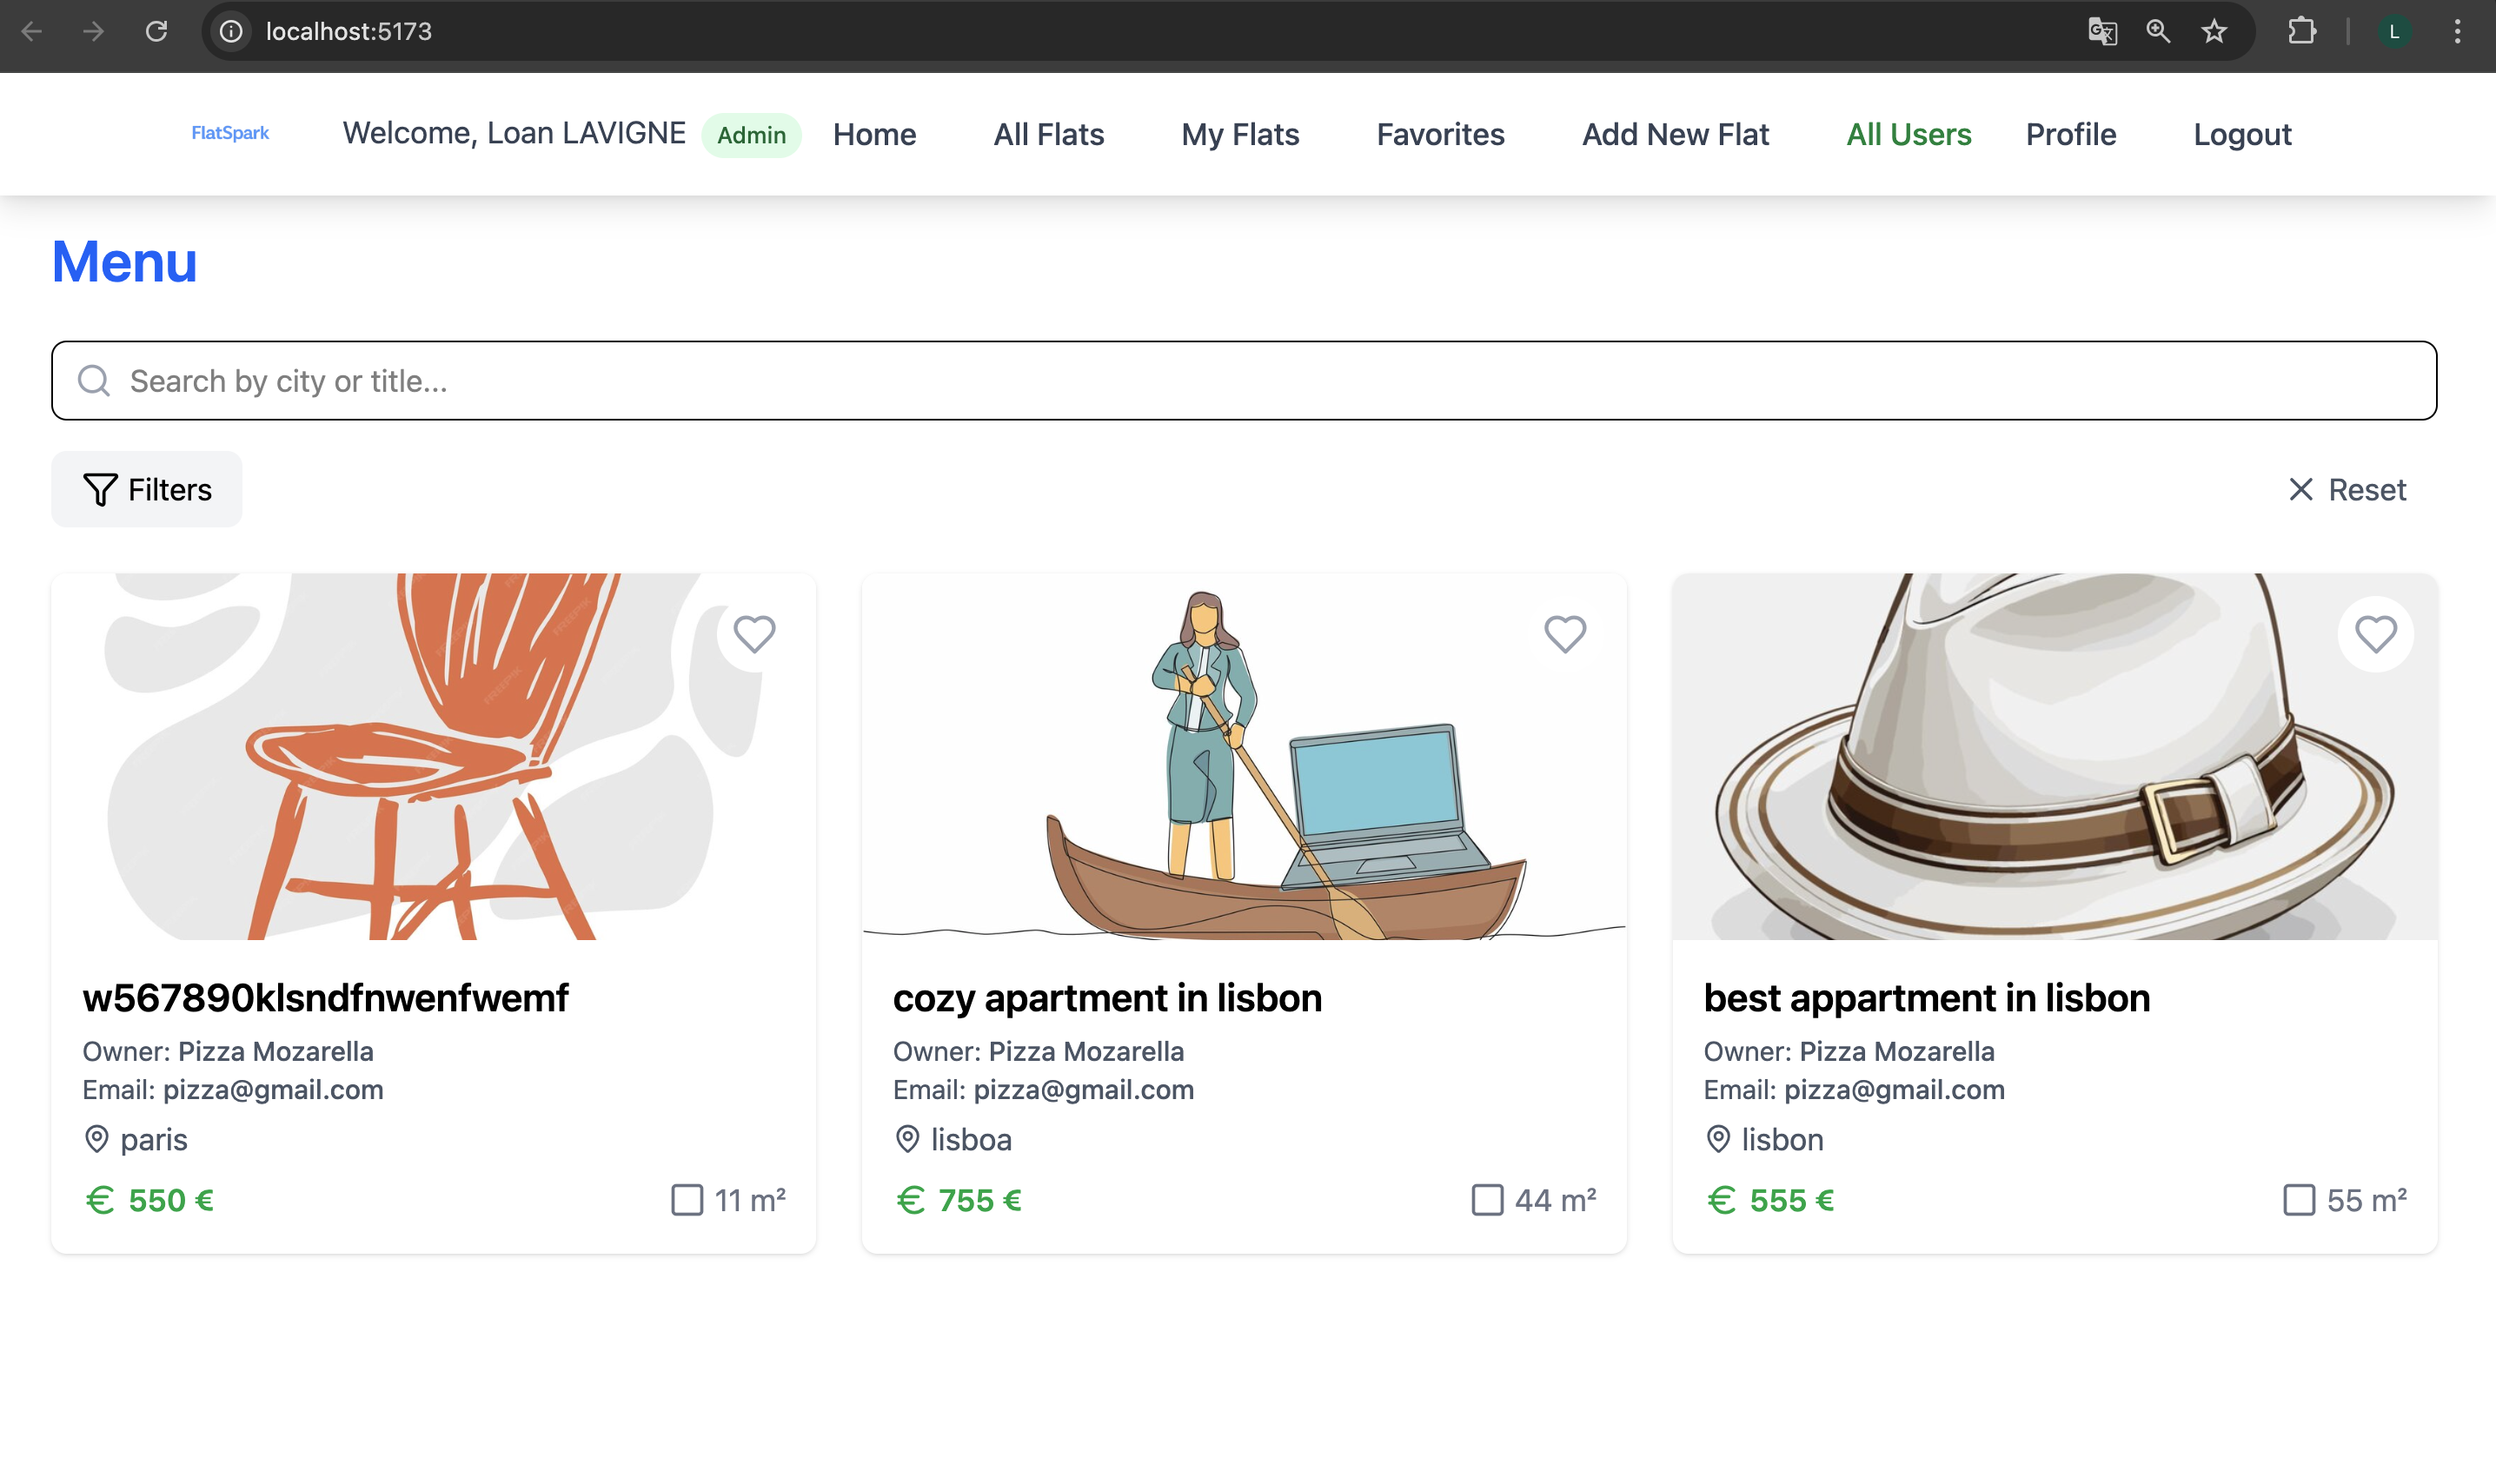 localhost:5173
L
FlatSpark
Welcome, Loan LAVIGNE Admin Home All Flats My Flats Favorites Add New Flat All Users Profile Logout
Menu
Search by city or title...
Filters
Reset
w567890klsndfnwenfwemf
Owner: Pizza Mozarella
Email: pizza@gmail.com
paris
€ 550 €
11 m²
cozy apartment in lisbon
Owner: Pizza Mozarella
Email: pizza@gmail.com
lisboa
€ 755 €
44 m²
best appartment in lisbon
Owner: Pizza Mozarella
Email: pizza@gmail.com
lisbon
€ 555 €
55 m²